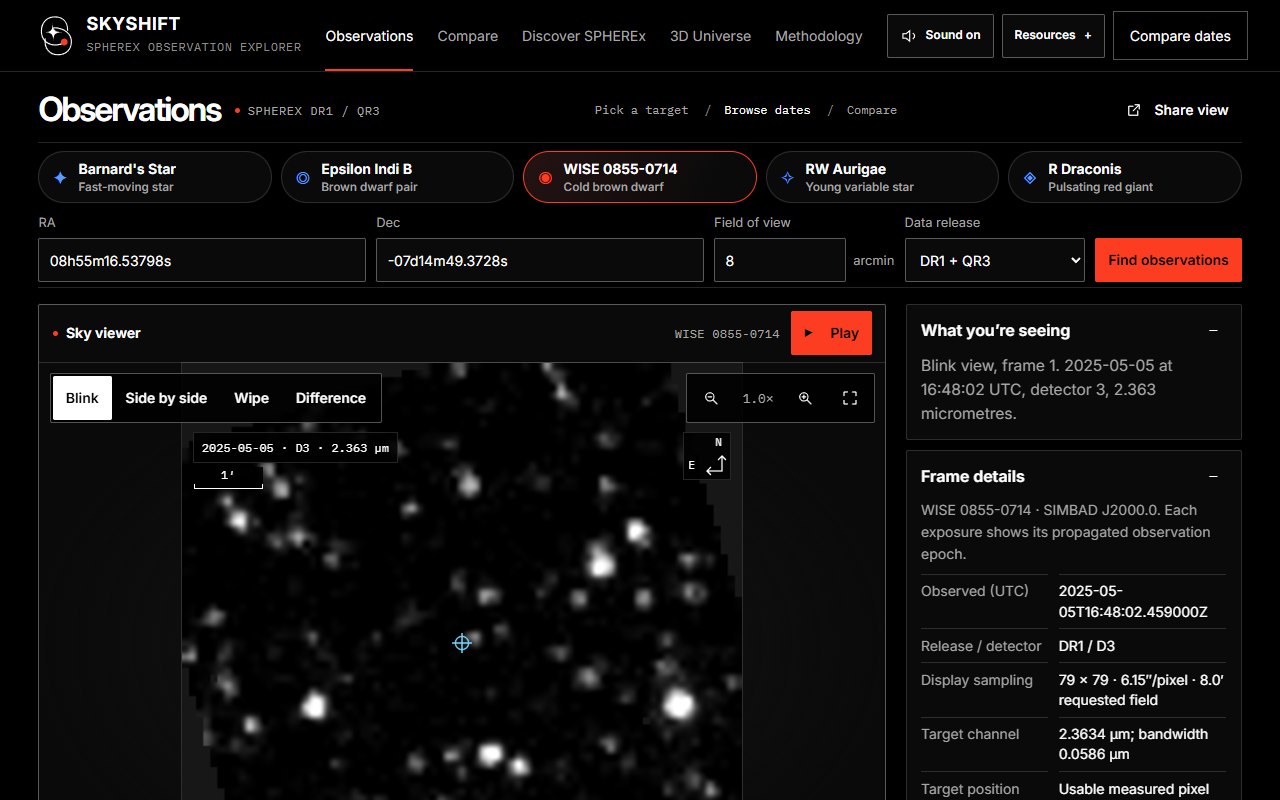 SKYSHIFT
SPHEREX OBSERVATION EXPLORER
Observations
Compare
Discover SPHEREx
3D Universe
Methodology
Sound on
Resources +
Compare dates
Observations
SPHEREX DR1 / QR3
Pick a target / Browse dates / Compare
Share view
Barnard's Star
Fast-moving star
Epsilon Indi B
Brown dwarf pair
WISE 0855-0714
Cold brown dwarf
RW Aurigae
Young variable star
R Draconis
Pulsating red giant
RA
Dec
Field of view
Data release
08h55m16.53798s
-07d14m49.3728s
8
arcmin
DR1 + QR3
Find observations
Sky viewer
WISE 0855-0714
Play
Blink
Side by side
Wipe
Difference
1.0×
2025-05-05 · D3 · 2.363 µm
1′
N
E
What you’re seeing
Blink view, frame 1. 2025-05-05 at
16:48:02 UTC, detector 3, 2.363
micrometres.
Frame details
WISE 0855-0714 · SIMBAD J2000.0. Each
exposure shows its propagated observation
epoch.
Observed (UTC)
2025-05-
05T16:48:02.459000Z
Release / detector
DR1 / D3
Display sampling
79 × 79 · 6.15″/pixel · 8.0′
requested field
Target channel
2.3634 µm; bandwidth
0.0586 µm
Target position
Usable measured pixel